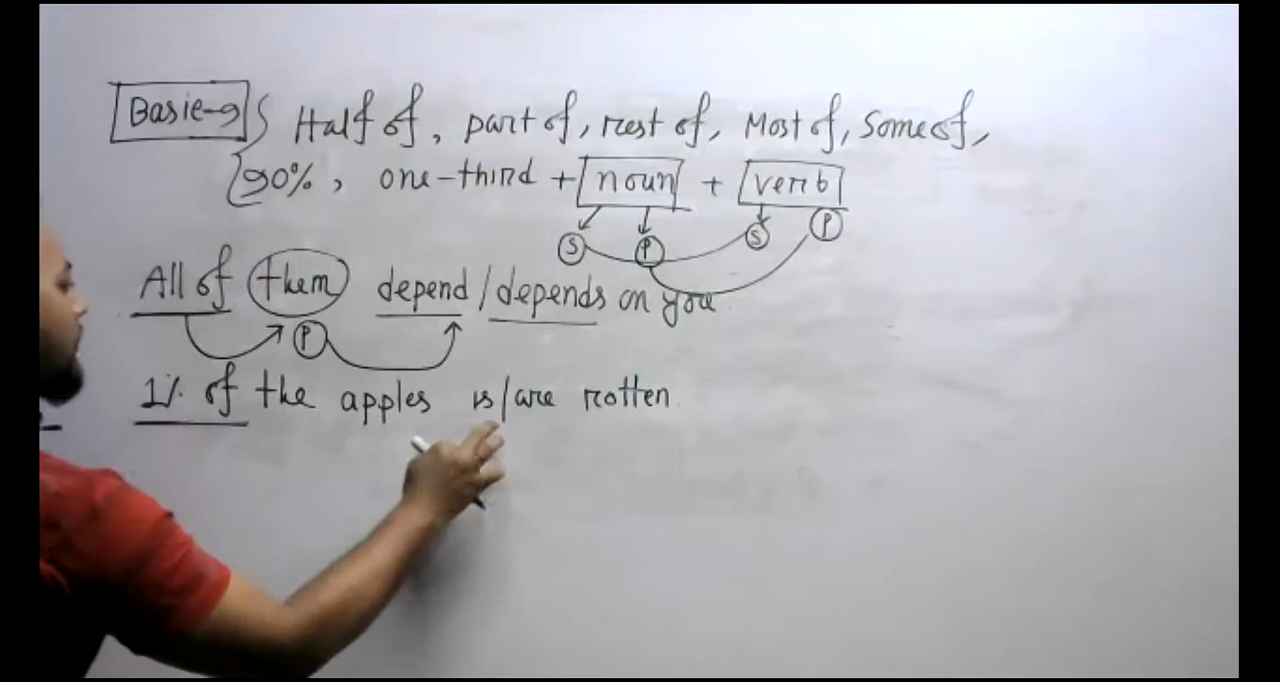 Basic-9 Half of, part of, rest of, Most of, Some of,
90%, one-third + noun + verb
S P S P
All of them depend/depends on you.
P
1% of the apples is/are rotten.